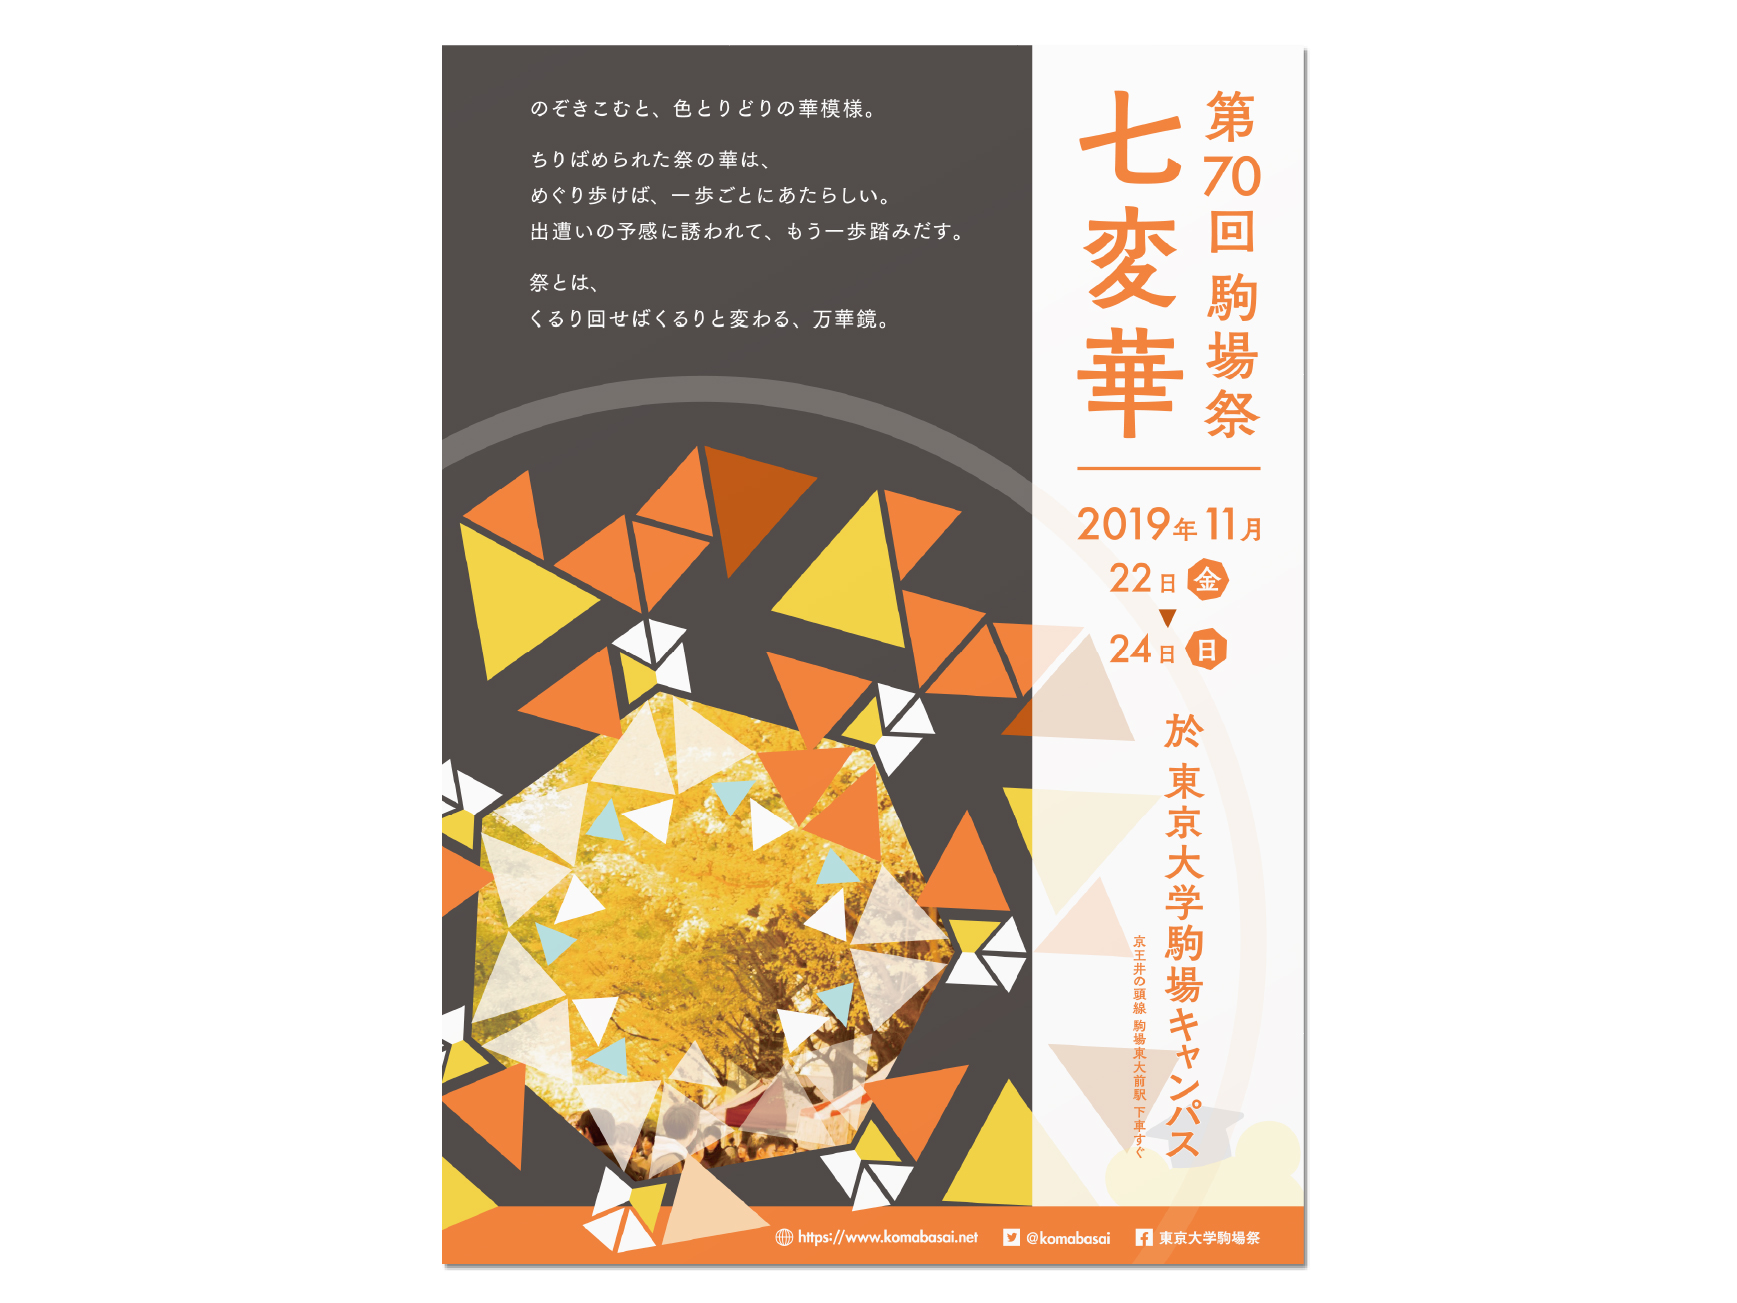 第70回 駒場祭
七変華
のぞきこむと、色とりどりの華模様。
ちりばめられた祭の華は、
めぐり歩けば、一歩ごとにあたらしい。
出遭いの予感に誘われて、もう一歩踏みだす。
祭とは、
くるり回せばくるりと変わる、万華鏡。
2019年11月
22日 金
▼
24日 日
於 東京大学駒場キャンパス
京王井の頭線 駒場東大前駅 下車すぐ
https://www.komabasai.net @komabasai 東京大学駒場祭